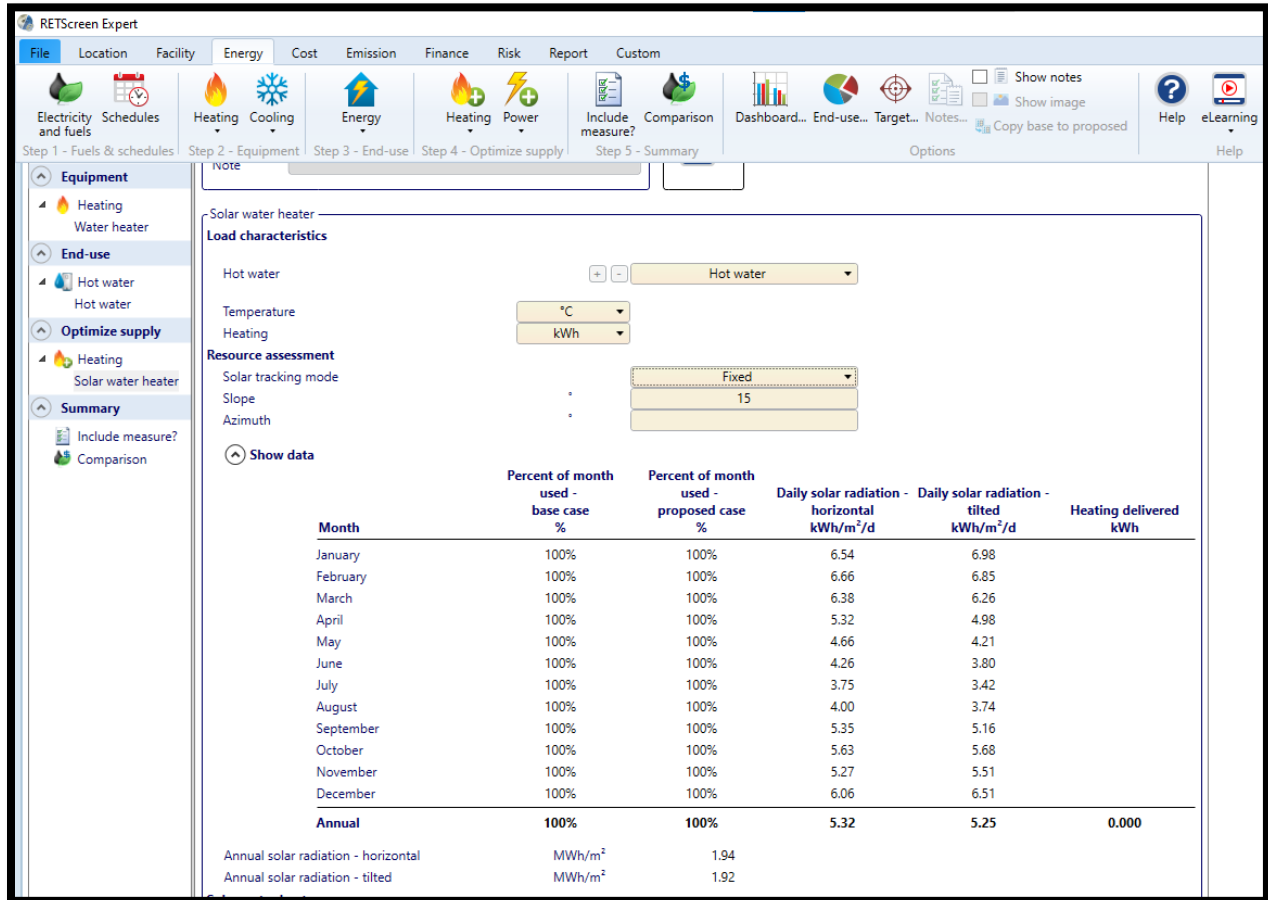 RETScreen Expert
File Location Facility Energy Cost Emission Finance Risk Report Custom
Electricity and fuels Schedules Heating Cooling Energy Heating Power Include measure? Comparison Dashboard... End-use... Target... Notes... Show notes
Show image
Copy base to proposed
Help eLearning
Step 1 - Fuels & schedules Step 2 - Equipment Step 3 - End-use Step 4 - Optimize supply Step 5 - Summary Options Help
Equipment
Heating
Water heater
End-use
Hot water
Hot water
Optimize supply
Heating
Solar water heater
Summary
Include measure?
Comparison
Note
Solar water heater
Load characteristics
Hot water + - Hot water
Temperature °C
Heating kWh
Resource assessment
Solar tracking mode Fixed
Slope ° 15
Azimuth °
Show data
Month Percent of month used - base case % Percent of month used - proposed case % Daily solar radiation - horizontal kWh/m²/d Daily solar radiation - tilted kWh/m²/d Heating delivered kWh
January 100% 100% 6.54 6.98
February 100% 100% 6.66 6.85
March 100% 100% 6.38 6.26
April 100% 100% 5.32 4.98
May 100% 100% 4.66 4.21
June 100% 100% 4.26 3.80
July 100% 100% 3.75 3.42
August 100% 100% 4.00 3.74
September 100% 100% 5.35 5.16
October 100% 100% 5.63 5.68
November 100% 100% 5.27 5.51
December 100% 100% 6.06 6.51
Annual 100% 100% 5.32 5.25 0.000
Annual solar radiation - horizontal MWh/m² 1.94
Annual solar radiation - tilted MWh/m² 1.92